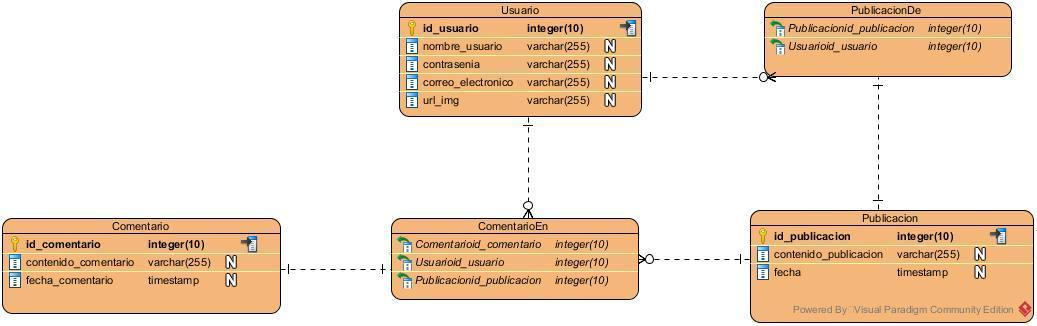 Usuario
id_usuario integer(10)
nombre_usuario varchar(255) N
contrasenia varchar(255) N
correo_electronico varchar(255) N
url_img varchar(255) N
PublicacionDe
Publicacionid_publicacion integer(10)
Usuarioid_usuario integer(10)
Comentario
id_comentario integer(10)
contenido_comentario varchar(255) N
fecha_comentario timestamp N
ComentarioEn
Comentarioid_comentario integer(10)
Usuarioid_usuario integer(10)
Publicacionid_publicacion integer(10)
Publicacion
id_publicacion integer(10)
contenido_publicacion varchar(255) N
fecha timestamp N
Powered By Visual Paradigm Community Edition